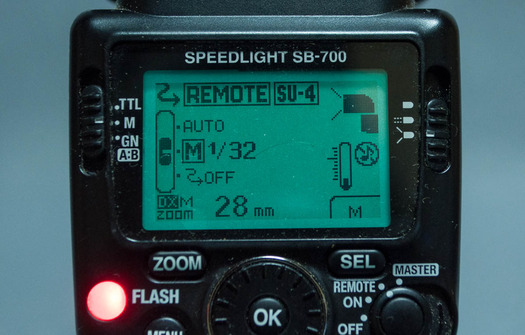 SPEEDLIGHT SB-700
REMOTE SU-4
TTL
M
GN
A:B
AUTO
M 1/32
OFF
DX M
ZOOM 28 mm
M
ZOOM
SEL
MASTER
REMOTE
ON
OFF
FLASH
OK
MENU